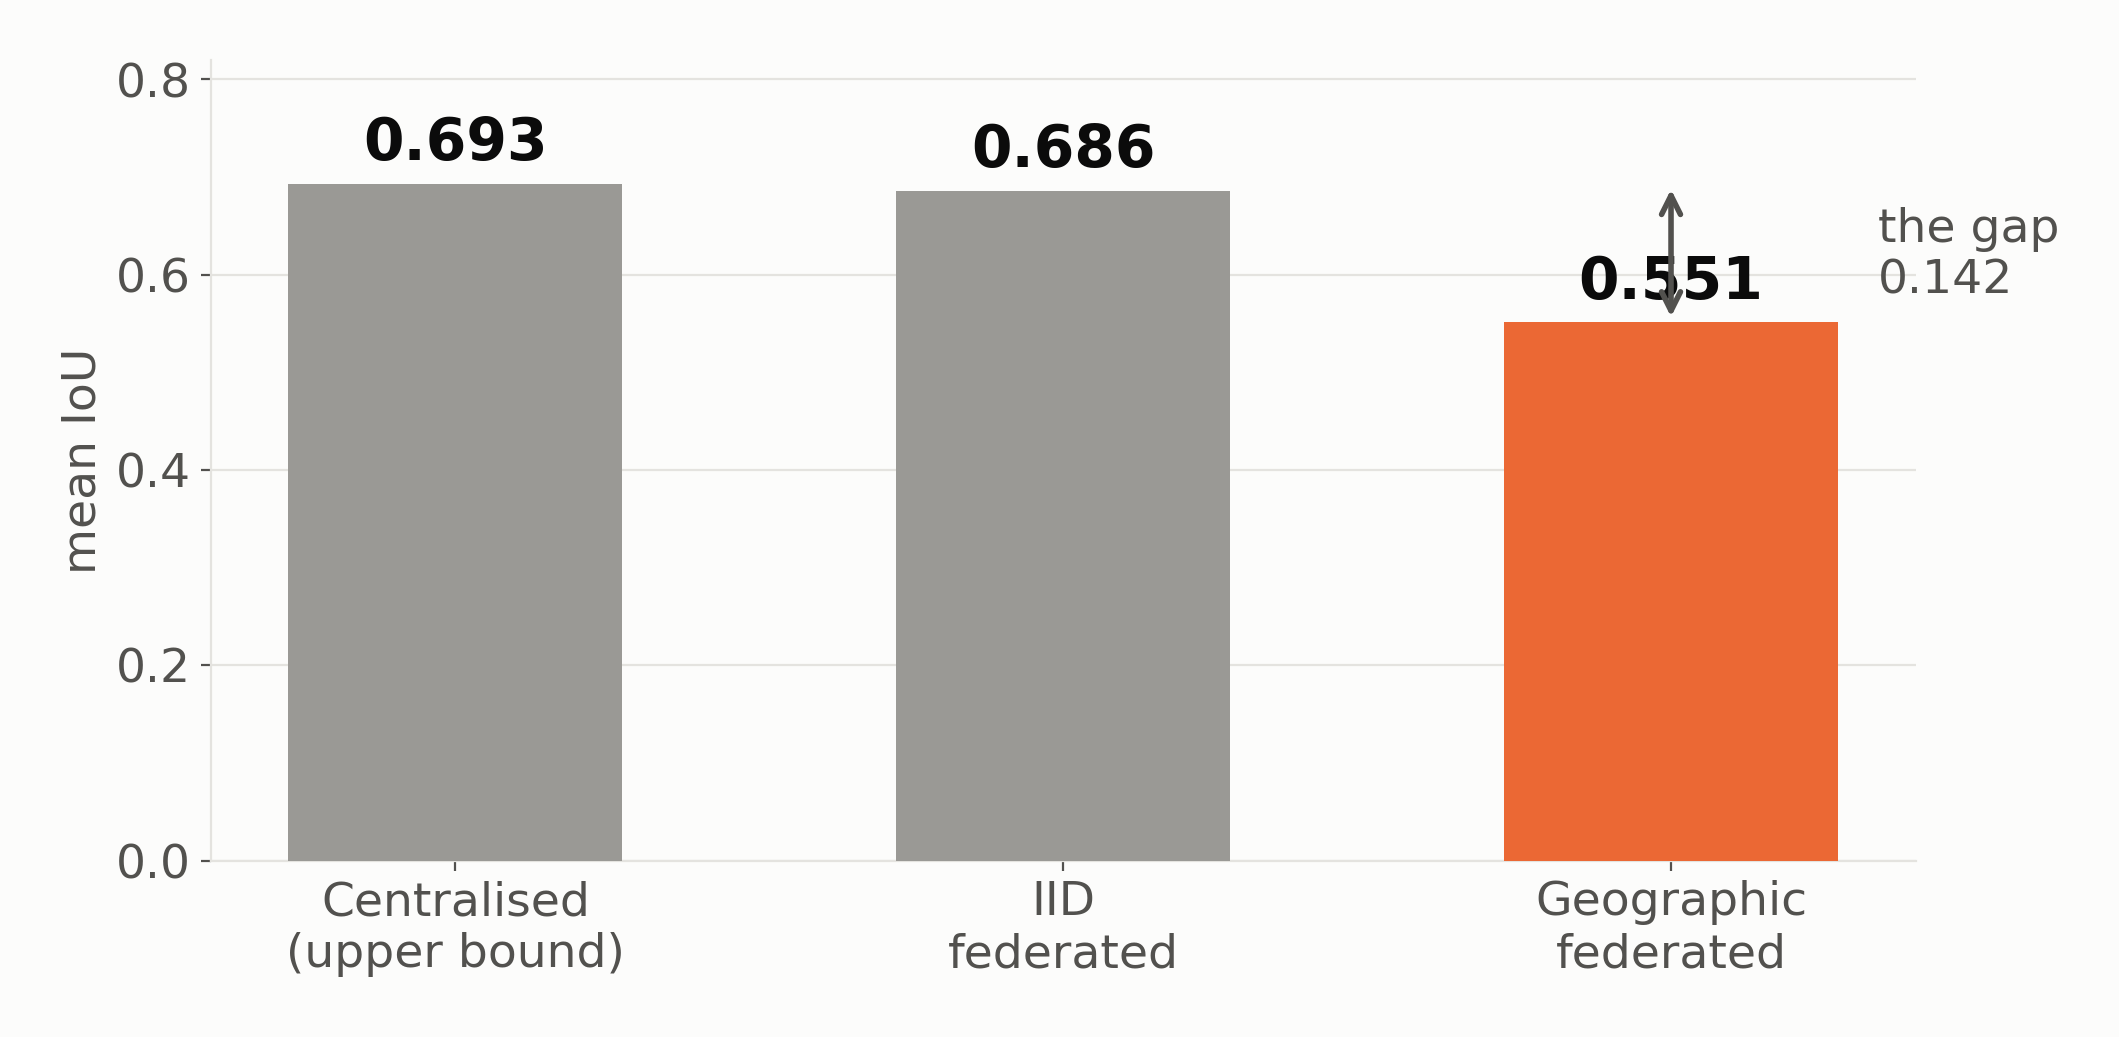 mean IoU
0.8
0.6
0.4
0.2
0.0
0.693
0.686
0.551
the gap
0.142
Centralised
(upper bound)
IID
federated
Geographic
federated